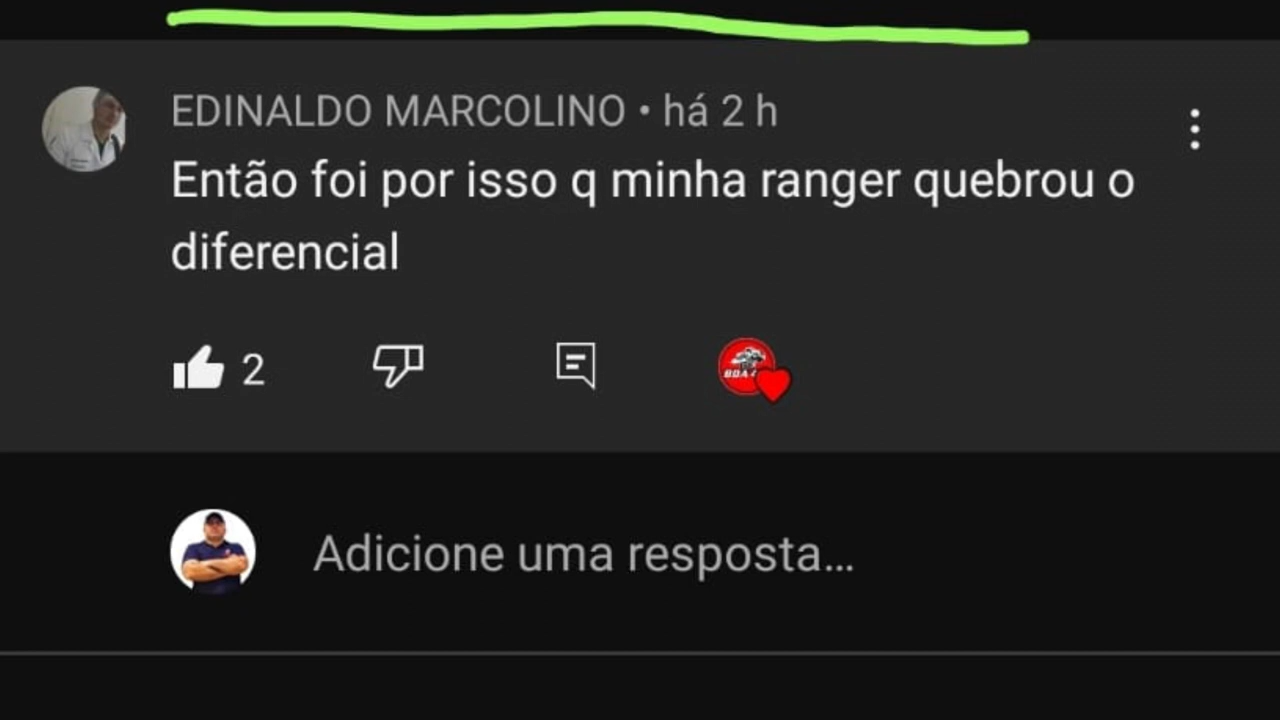 EDINALDO MARCOLINO • há 2 h
Então foi por isso q minha ranger quebrou o
diferencial
2
Adicione uma resposta...